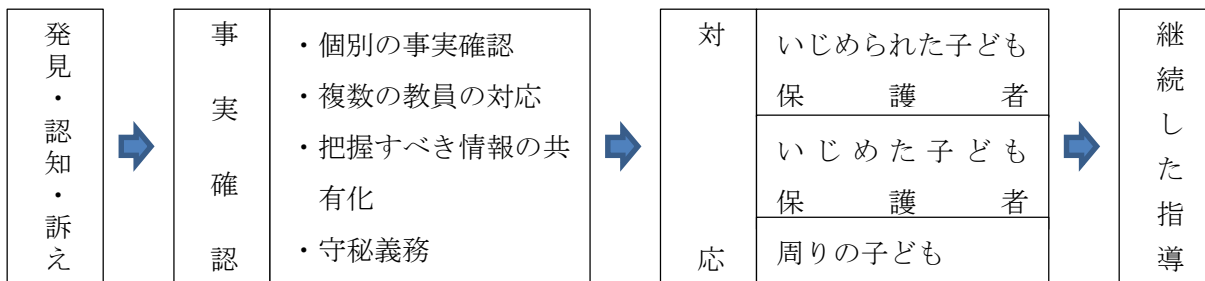 発見・認知・訴え
事実確認
・個別の事実確認
・複数の教員の対応
・把握すべき情報の共
有化
・守秘義務
対応
いじめられた子ども
保護者
いじめた子ども
保護者
周りの子ども
継続した指導